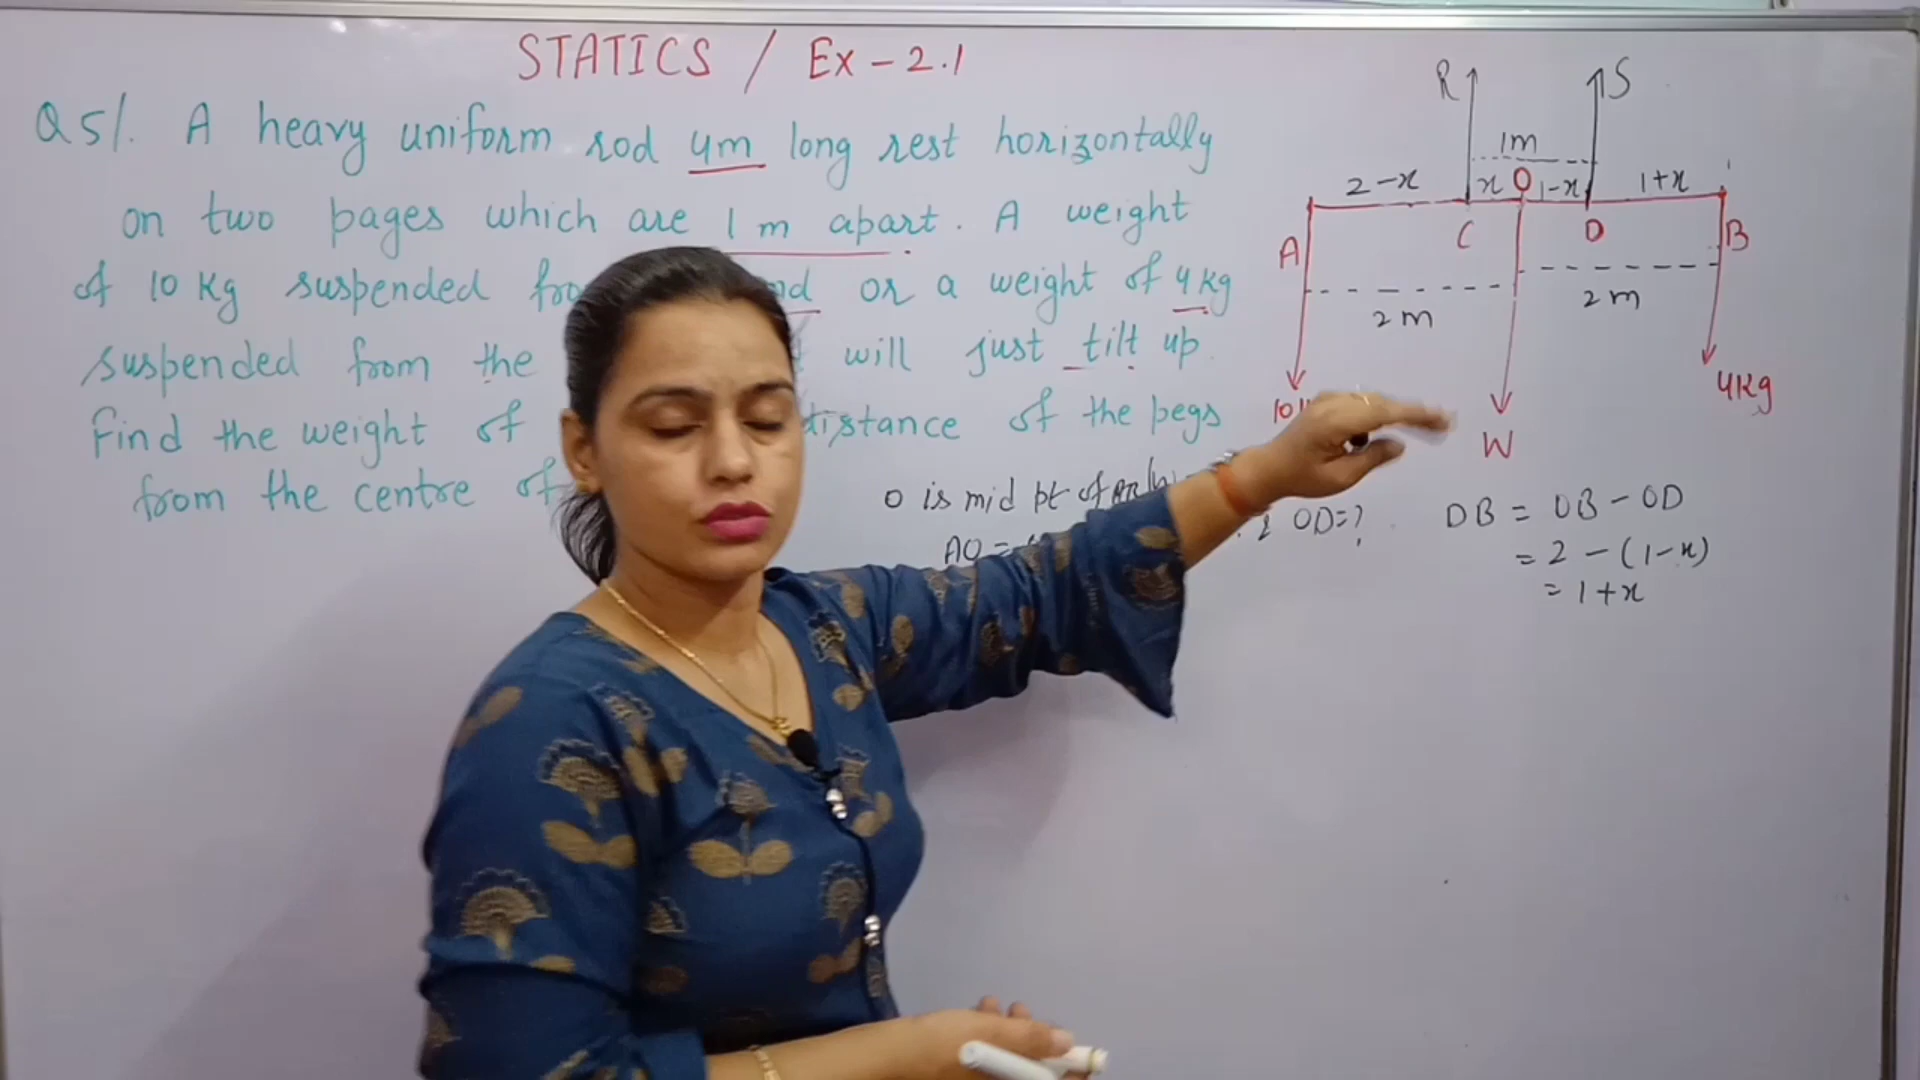 STATICS / Ex - 2.1
Q5/. A heavy uniform rod 4m long rest horizontally
on two pages which are 1 m apart. A weight
of 10 Kg suspended or a weight of 4 kg
suspended from the will just tilt up
Find the weight of distance of the pegs
from the centre of
O is mid pt of
AO =
OD=?
R
S
1m
2-x
x
O
1-x
1+x
A
C
D
B
2 m
2 m
4Kg
W
DB = OB - OD
= 2 - (1-x)
= 1+x